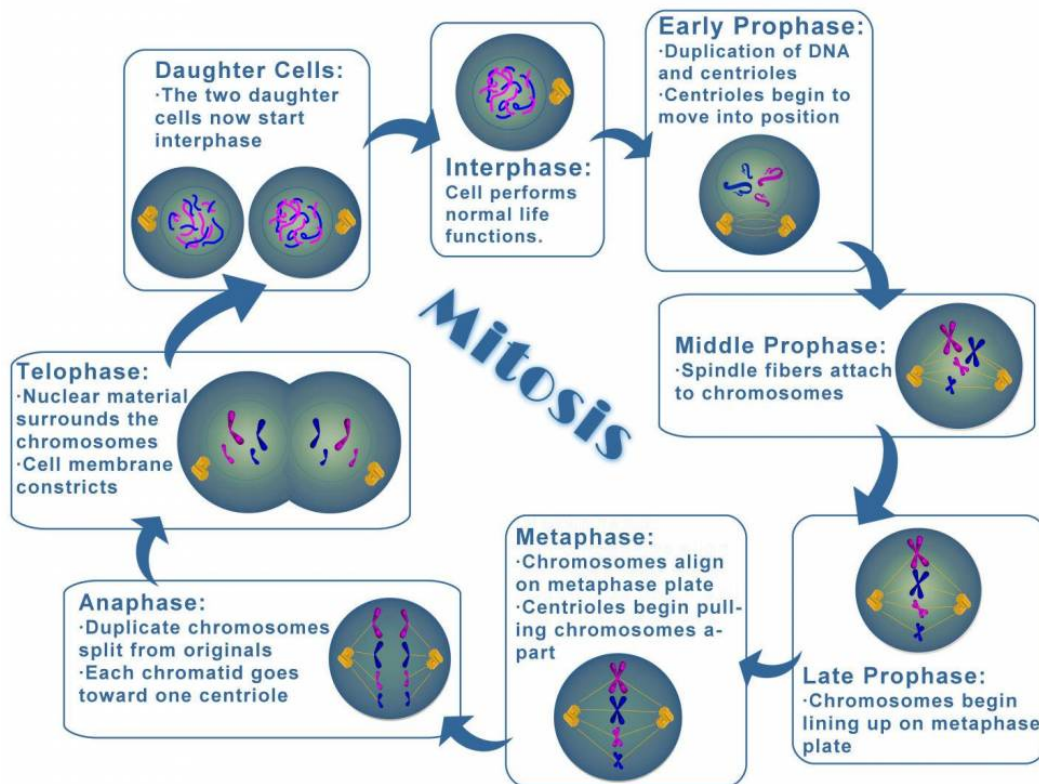 Mitosis
Interphase:
Cell performs
normal life
functions.
Early Prophase:
·Duplication of DNA
and centrioles
·Centrioles begin to
move into position
Middle Prophase:
·Spindle fibers attach
to chromosomes
Late Prophase:
·Chromosomes begin
lining up on metaphase
plate
Metaphase:
·Chromosomes align
on metaphase plate
·Centrioles begin pull-
ing chromosomes a-
part
Anaphase:
·Duplicate chromosomes
split from originals
·Each chromatid goes
toward one centriole
Telophase:
·Nuclear material
surrounds the
chromosomes
·Cell membrane
constricts
Daughter Cells:
·The two daughter
cells now start
interphase